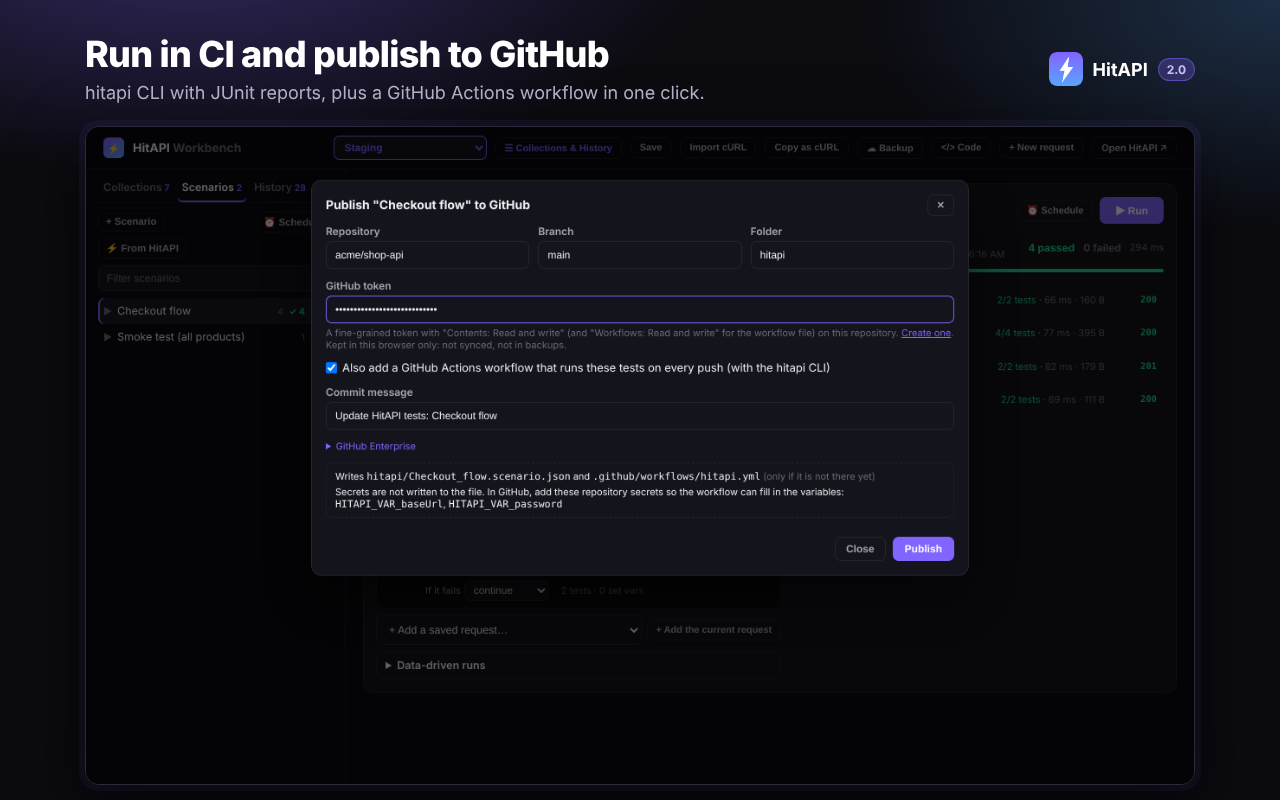 Run in CI and publish to GitHub
hitapi CLI with JUnit reports, plus a GitHub Actions workflow in one click.
HitAPI 2.0
HitAPI Workbench
Staging
Collections & History
Save
Import cURL
Copy as cURL
Backup
</> Code
+ New request
Open HitAPI ↗
Collections 7
Scenarios 2
History 28
+ Scenario
⏰ Schedu
⚡ From HitAPI
Filter scenarios
▶ Checkout flow 4 ✓ 4
▶ Smoke test (all products)
Publish "Checkout flow" to GitHub
✕
Repository
Branch
Folder
acme/shop-api
main
hitapi
GitHub token
•••••••••••••••••••••••••••••
A fine-grained token with "Contents: Read and write" (and "Workflows: Read and write" for the workflow file) on this repository. Create one.
Kept in this browser only: not synced, not in backups.
Also add a GitHub Actions workflow that runs these tests on every push (with the hitapi CLI)
Commit message
Update HitAPI tests: Checkout flow
▶ GitHub Enterprise
Writes hitapi/Checkout_flow.scenario.json and .github/workflows/hitapi.yml (only if it is not there yet)
Secrets are not written to the file. In GitHub, add these repository secrets so the workflow can fill in the variables:
HITAPI_VAR_baseUrl, HITAPI_VAR_password
Close
Publish
⏰ Schedule
▶ Run
6:16 AM
4 passed
0 failed
294 ms
2/2 tests · 66 ms · 160 B 200
4/4 tests · 77 ms · 395 B 200
2/2 tests · 82 ms · 179 B 201
2/2 tests · 69 ms · 111 B 200
If it fails
continue
2 tests · 0 set vars
+ Add a saved request…
+ Add the current request
▶ Data-driven runs